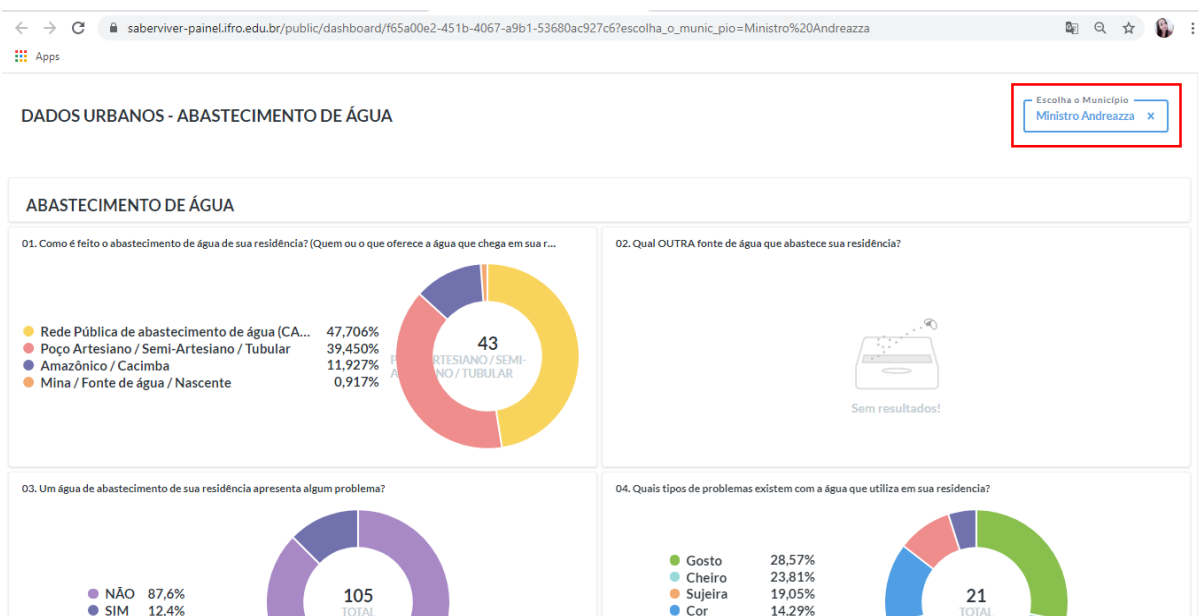 saberviver-painel.ifro.edu.br/public/dashboard/f65a00e2-451b-4067-a9b1-53680ac927c6?escolha_o_munic_pio=Ministro%20Andreazza
Apps
DADOS URBANOS - ABASTECIMENTO DE ÁGUA
Escolha o Município
Ministro Andreazza ×
ABASTECIMENTO DE ÁGUA
01. Como é feito o abastecimento de água de sua residência? (Quem ou o que oferece a água que chega em sua r...
Rede Pública de abastecimento de água (CA... 47,706%
Poço Artesiano / Semi-Artesiano / Tubular 39,450%
Amazônico / Cacimba 11,927%
Mina / Fonte de água / Nascente 0,917%
43
RTESIANO / SEMI-
NO / TUBULAR
02. Qual OUTRA fonte de água que abastece sua residência?
Sem resultados!
03. Um água de abastecimento de sua residência apresenta algum problema?
NÃO 87,6%
SIM 12,4%
105
TOTAL
04. Quais tipos de problemas existem com a água que utiliza em sua residencia?
Gosto 28,57%
Cheiro 23,81%
Sujeira 19,05%
Cor 14,29%
21
TOTAL